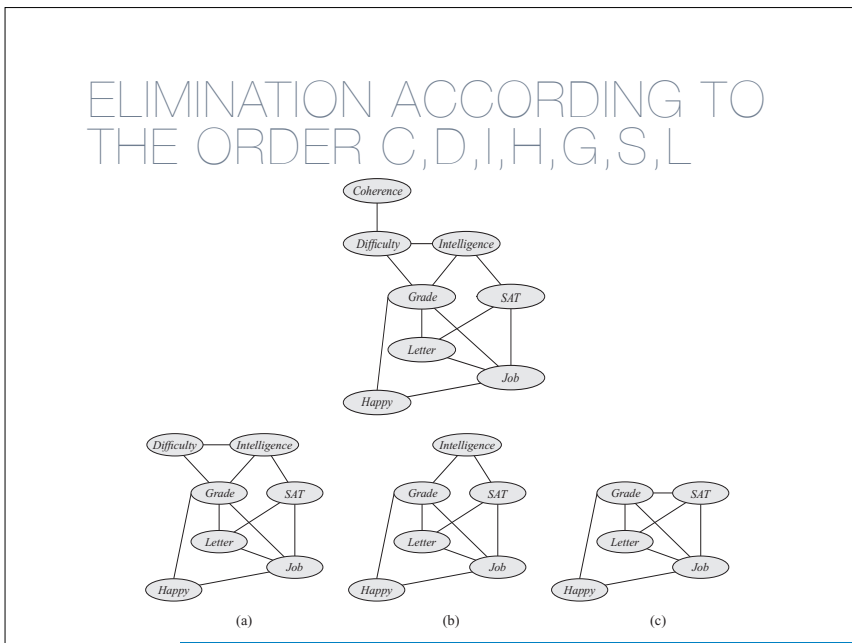 ELIMINATION ACCORDING TO
THE ORDER C,D,I,H,G,S,L
Coherence
Difficulty Intelligence
Grade SAT
Letter
Job
Happy
Difficulty Intelligence
Grade SAT
Letter
Job
Happy
(a)
Intelligence
Grade SAT
Letter
Job
Happy
(b)
Grade SAT
Letter
Job
Happy
(c)